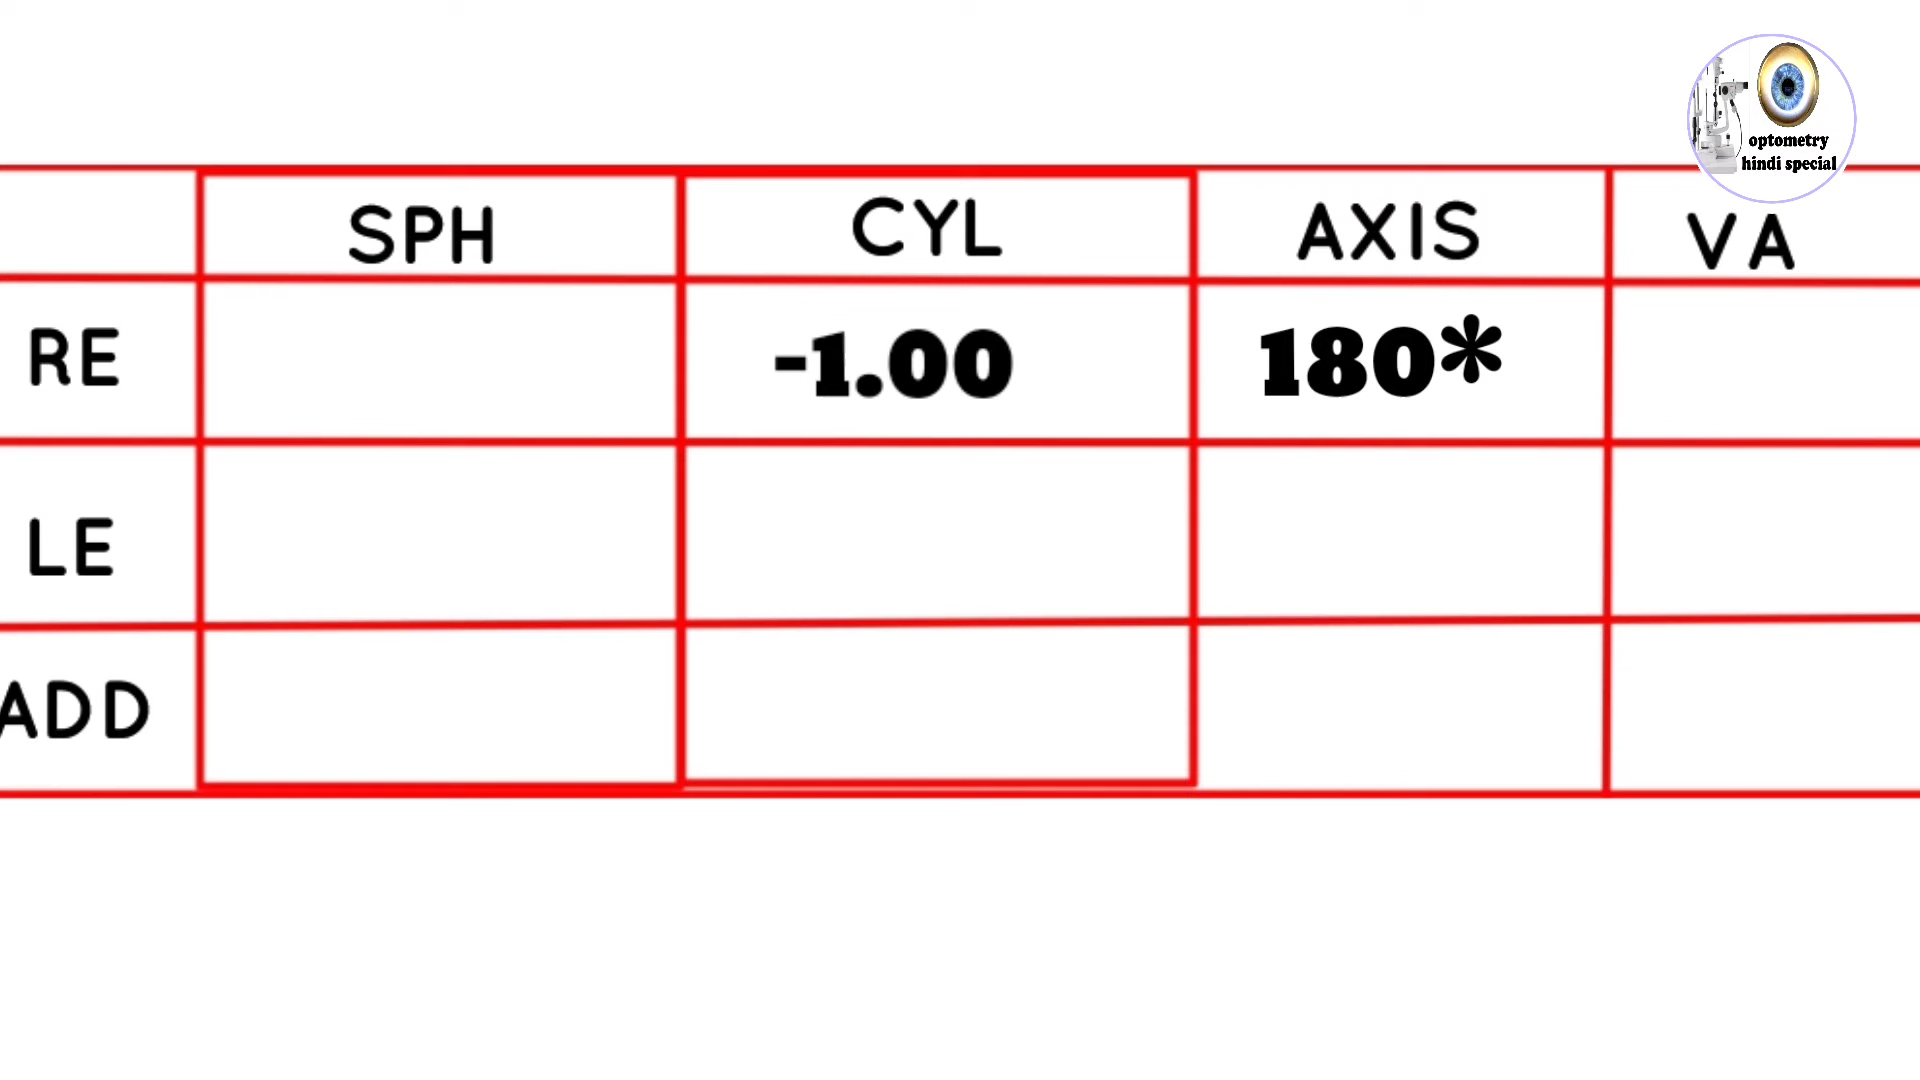 optometry
hindi special
SPH CYL AXIS VA
RE -1.00 180*
LE
ADD